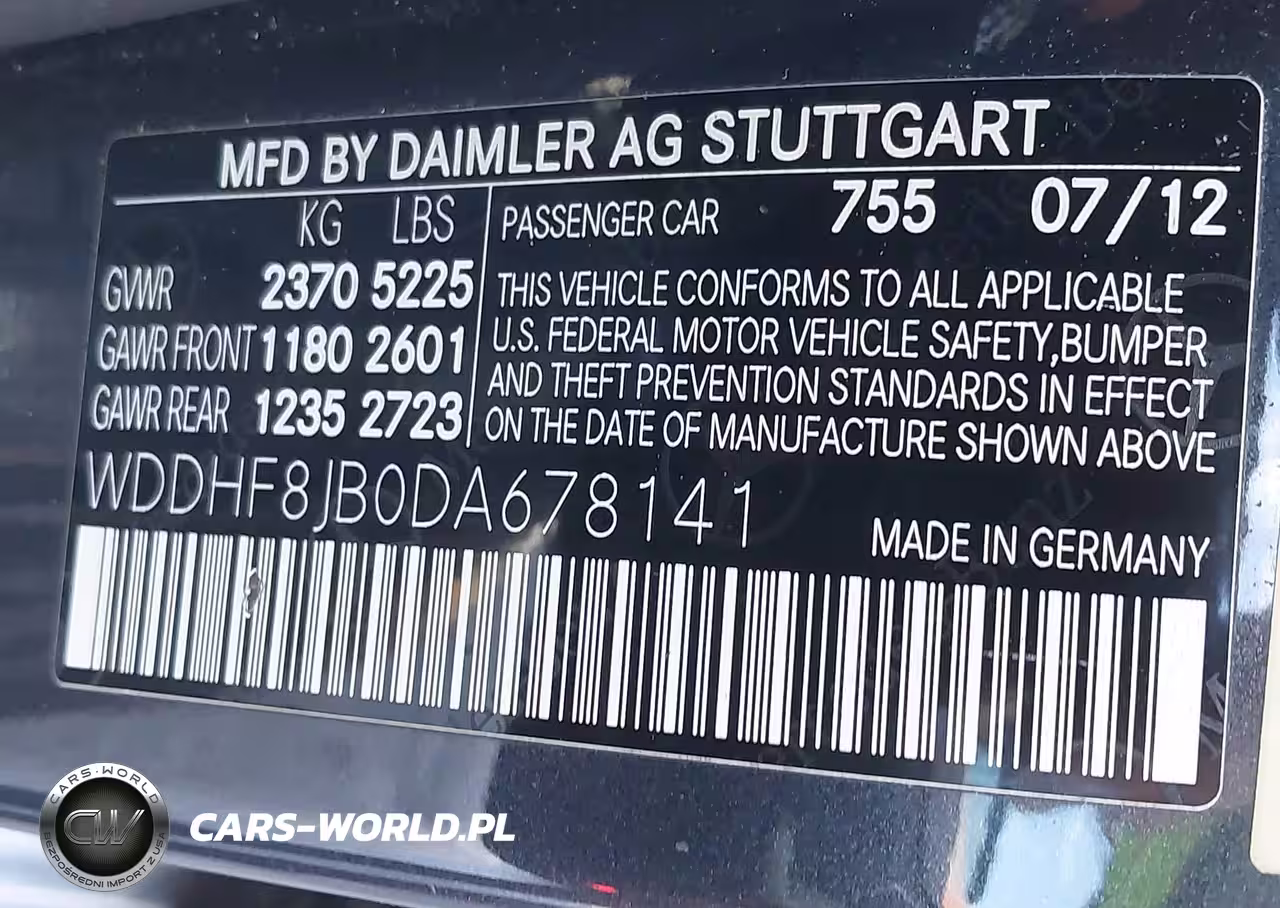 MFD BY DAIMLER AG STUTTGART
KG LBS
GVWR 2370 5225
GAWR FRONT 1180 2601
GAWR REAR 1235 2723
PASSENGER CAR 755 07/12
THIS VEHICLE CONFORMS TO ALL APPLICABLE
U.S. FEDERAL MOTOR VEHICLE SAFETY,BUMPER
AND THEFT PREVENTION STANDARDS IN EFFECT
ON THE DATE OF MANUFACTURE SHOWN ABOVE
WDDHF8JB0DA678141
MADE IN GERMANY
CARS-WORLD
CW
BEZPOŚREDNI IMPORT Z USA
CARS-WORLD.PL